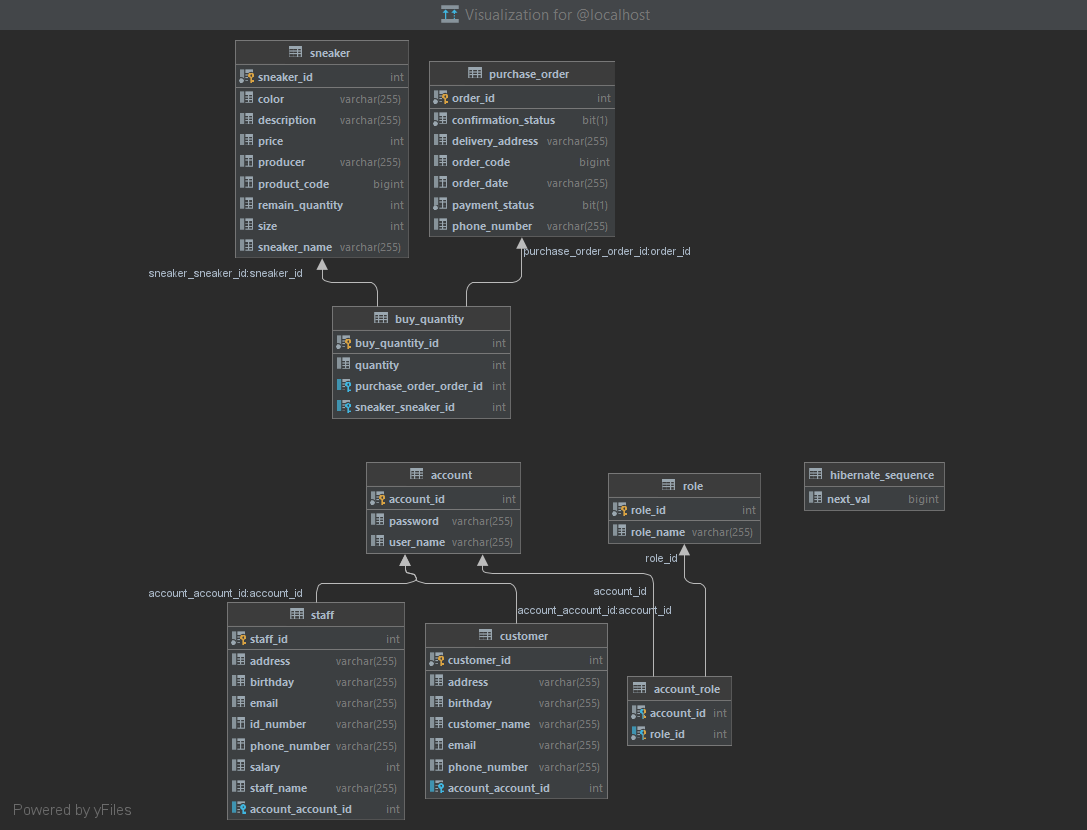 Visualization for @localhost
sneaker
sneaker_id int
color varchar(255)
description varchar(255)
price int
producer varchar(255)
product_code bigint
remain_quantity int
size int
sneaker_name varchar(255)
purchase_order
order_id int
confirmation_status bit(1)
delivery_address varchar(255)
order_code bigint
order_date varchar(255)
payment_status bit(1)
phone_number varchar(255)
purchase_order_order_id:order_id
sneaker_sneaker_id:sneaker_id
buy_quantity
buy_quantity_id int
quantity int
purchase_order_order_id int
sneaker_sneaker_id int
account
account_id int
password varchar(255)
user_name varchar(255)
role
role_id int
role_name varchar(255)
hibernate_sequence
next_val bigint
role_id
account_id
account_account_id:account_id
account_account_id:account_id
staff
staff_id int
address varchar(255)
birthday varchar(255)
email varchar(255)
id_number varchar(255)
phone_number varchar(255)
salary int
staff_name varchar(255)
account_account_id int
customer
customer_id int
address varchar(255)
birthday varchar(255)
customer_name varchar(255)
email varchar(255)
phone_number varchar(255)
account_account_id int
account_role
account_id int
role_id int
Powered by yFiles